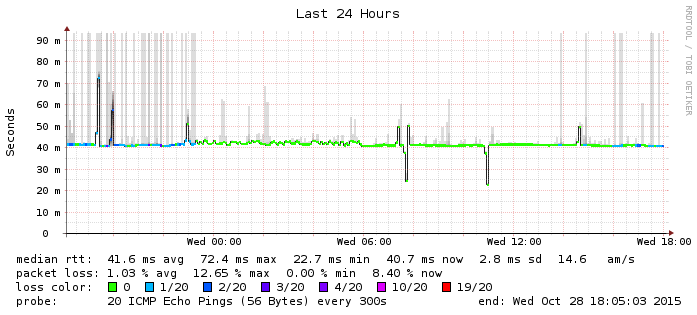 Last 24 Hours
RRDTOOL / TOBI OETIKER
Seconds
90 m
80 m
70 m
60 m
50 m
40 m
30 m
20 m
10 m
0
Wed 00:00 Wed 06:00 Wed 12:00 Wed 18:00
median rtt: 41.6 ms avg 72.4 ms max 22.7 ms min 40.7 ms now 2.8 ms sd 14.6 am/s
packet loss: 1.03 % avg 12.65 % max 0.00 % min 8.40 % now
loss color: 0 1/20 2/20 3/20 4/20 10/20 19/20
probe: 20 ICMP Echo Pings (56 Bytes) every 300s end: Wed Oct 28 18:05:03 2015